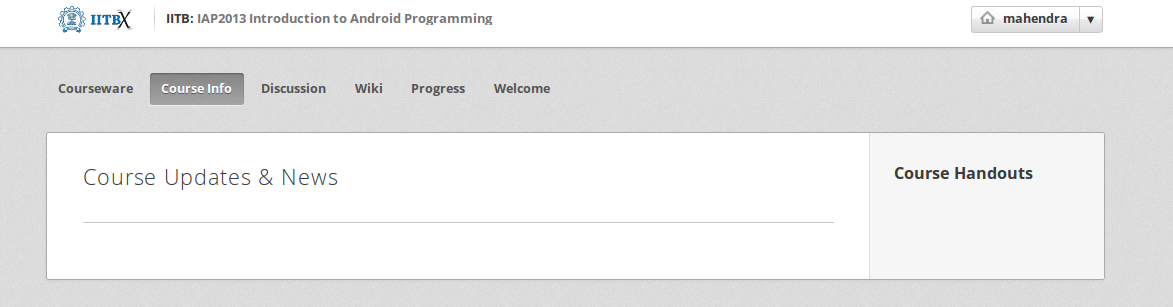 IITBX IITB: IAP2013 Introduction to Android Programming mahendra
Courseware Course Info Discussion Wiki Progress Welcome
Course Updates & News
Course Handouts